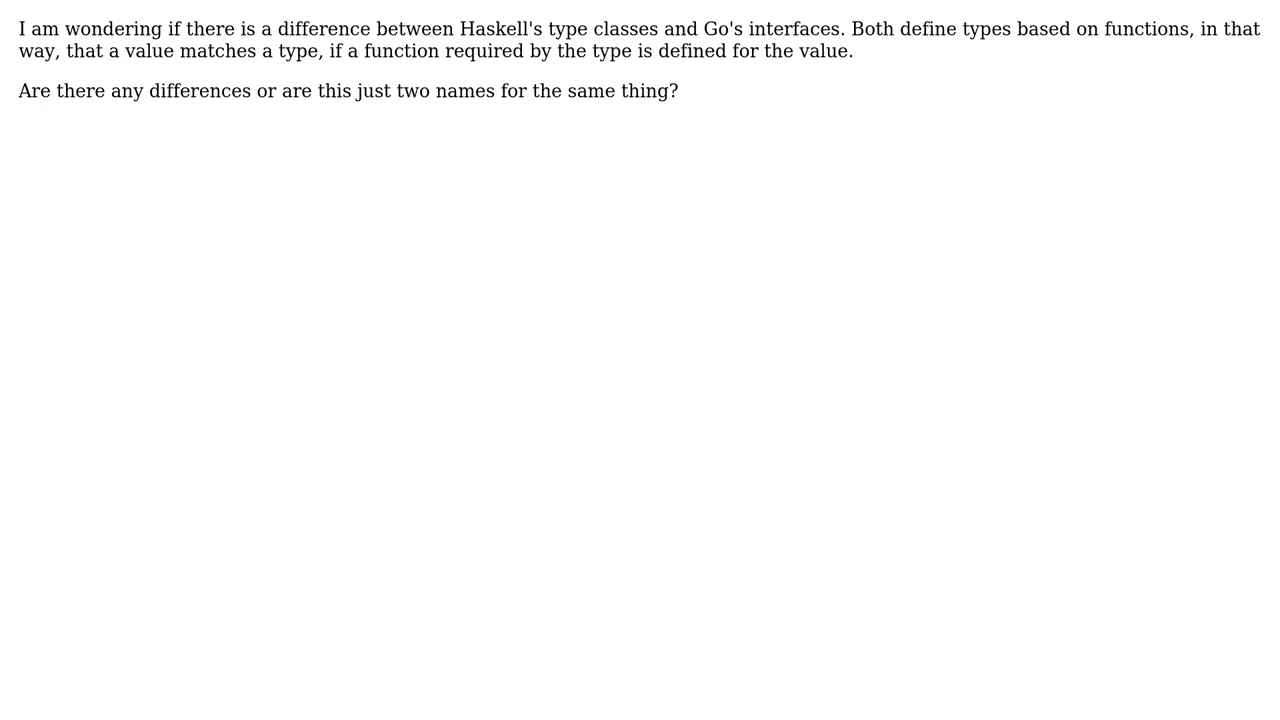 I am wondering if there is a difference between Haskell's type classes and Go's interfaces. Both define types based on functions, in that
way, that a value matches a type, if a function required by the type is defined for the value.
Are there any differences or are this just two names for the same thing?